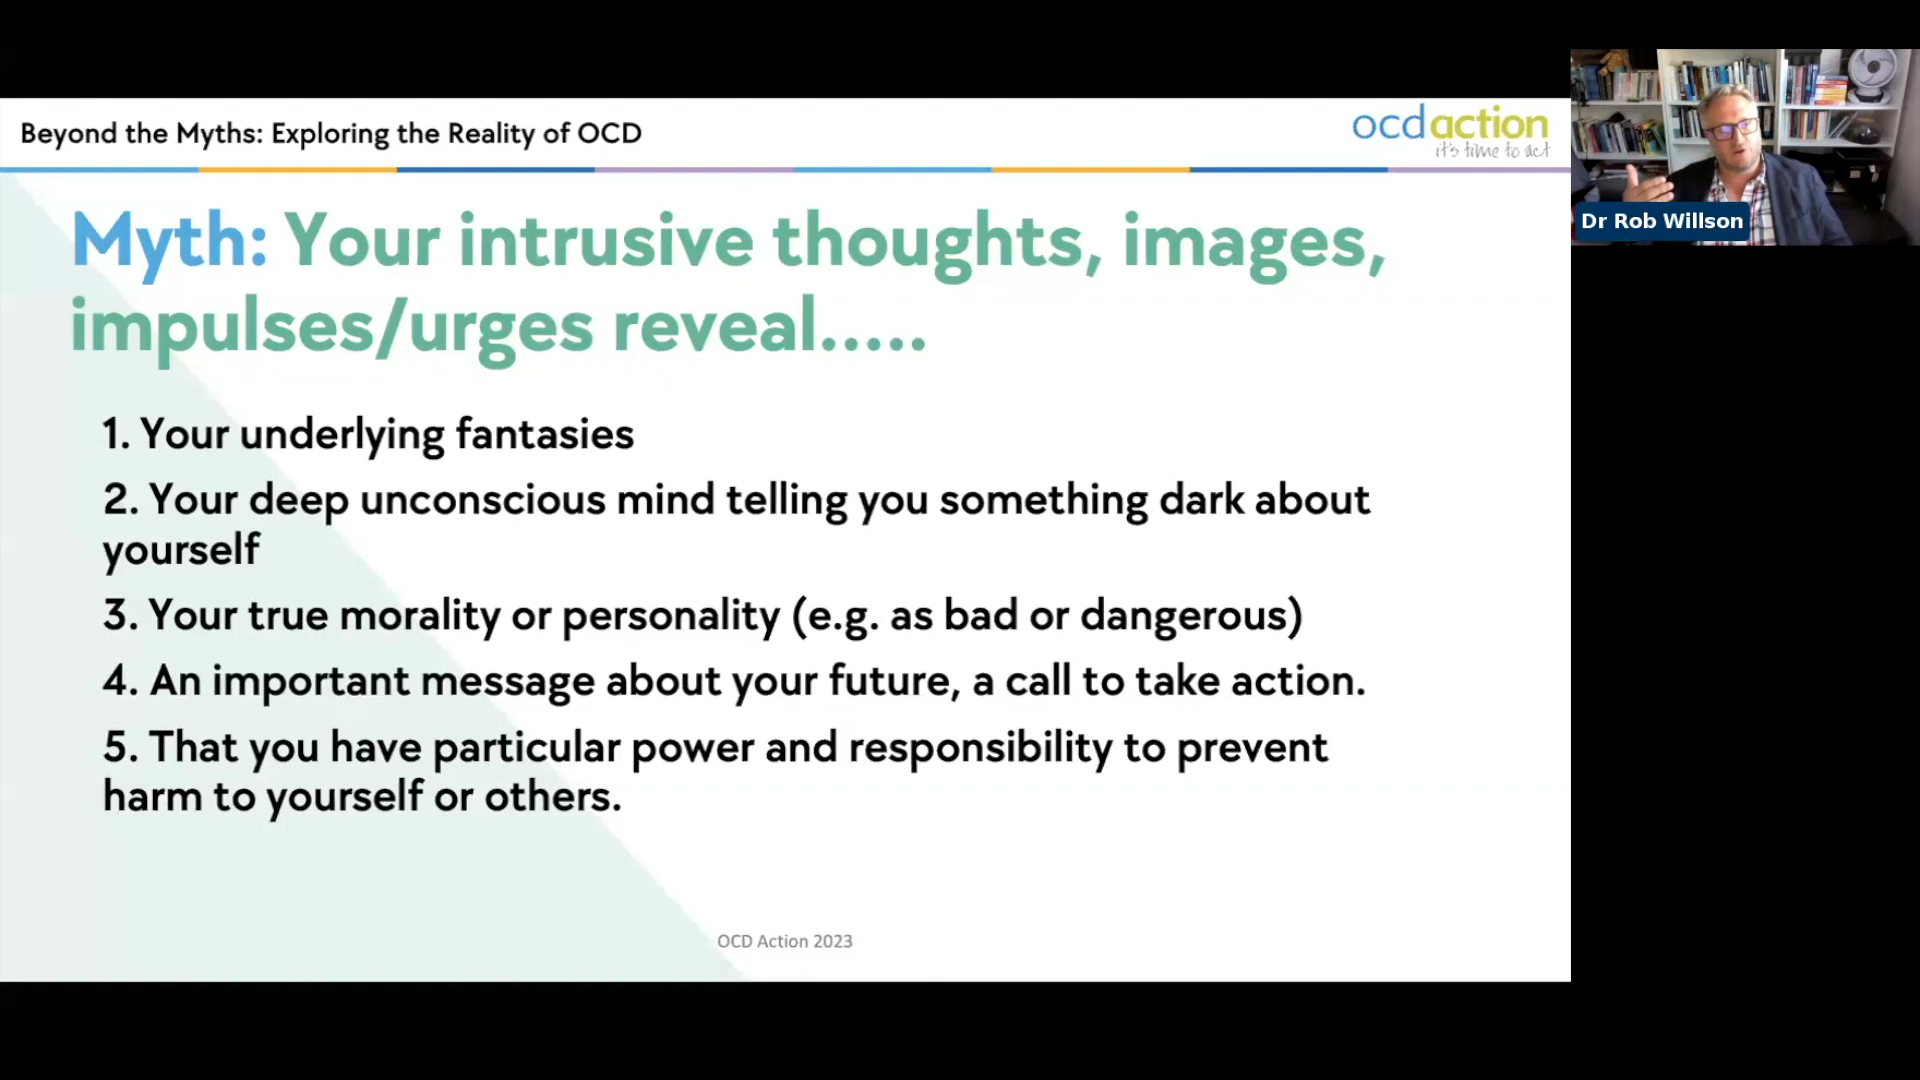 Beyond the Myths: Exploring the Reality of OCD
ocdaction
it's time to act
Myth: Your intrusive thoughts, images,
impulses/urges reveal.....
1. Your underlying fantasies
2. Your deep unconscious mind telling you something dark about
yourself
3. Your true morality or personality (e.g. as bad or dangerous)
4. An important message about your future, a call to take action.
5. That you have particular power and responsibility to prevent
harm to yourself or others.
OCD Action 2023
Dr Rob Willson